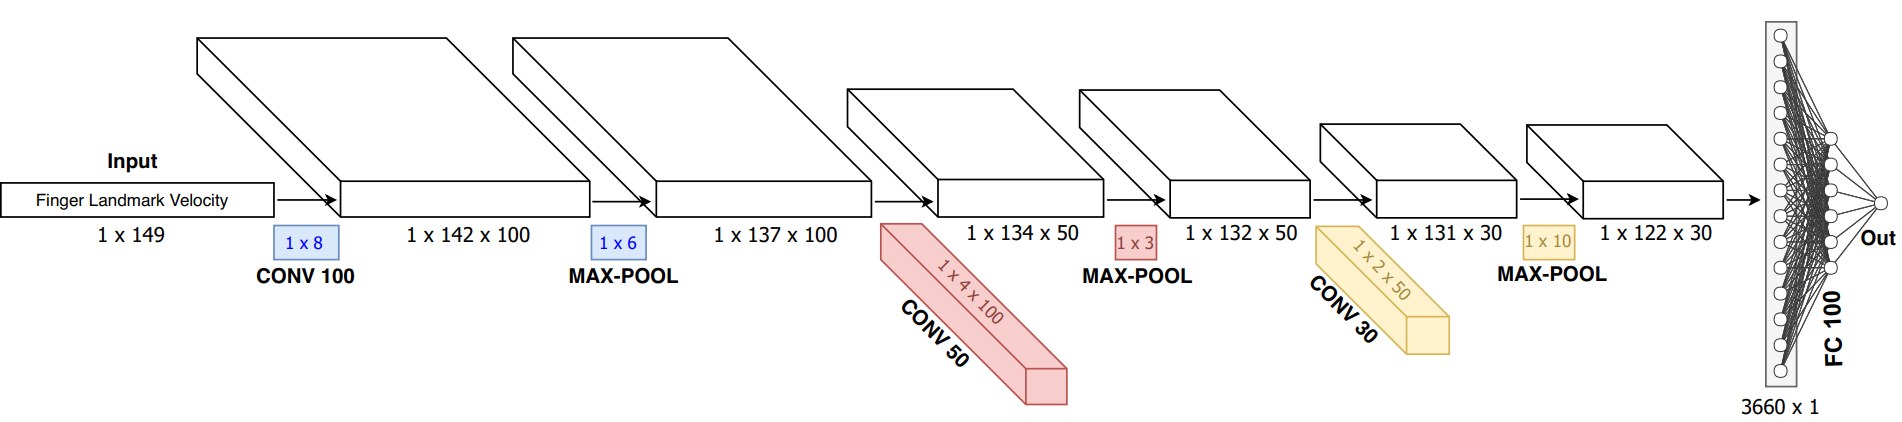 Input
Finger Landmark Velocity
1 x 149
1 x 8
CONV 100
1 x 142 x 100
1 x 6
MAX-POOL
1 x 137 x 100
1 x 4 x 100
CONV 50
1 x 134 x 50
1 x 3
MAX-POOL
1 x 132 x 50
1 x 2 x 50
CONV 30
1 x 131 x 30
1 x 10
MAX-POOL
1 x 122 x 30
3660 x 1
FC 100
Out